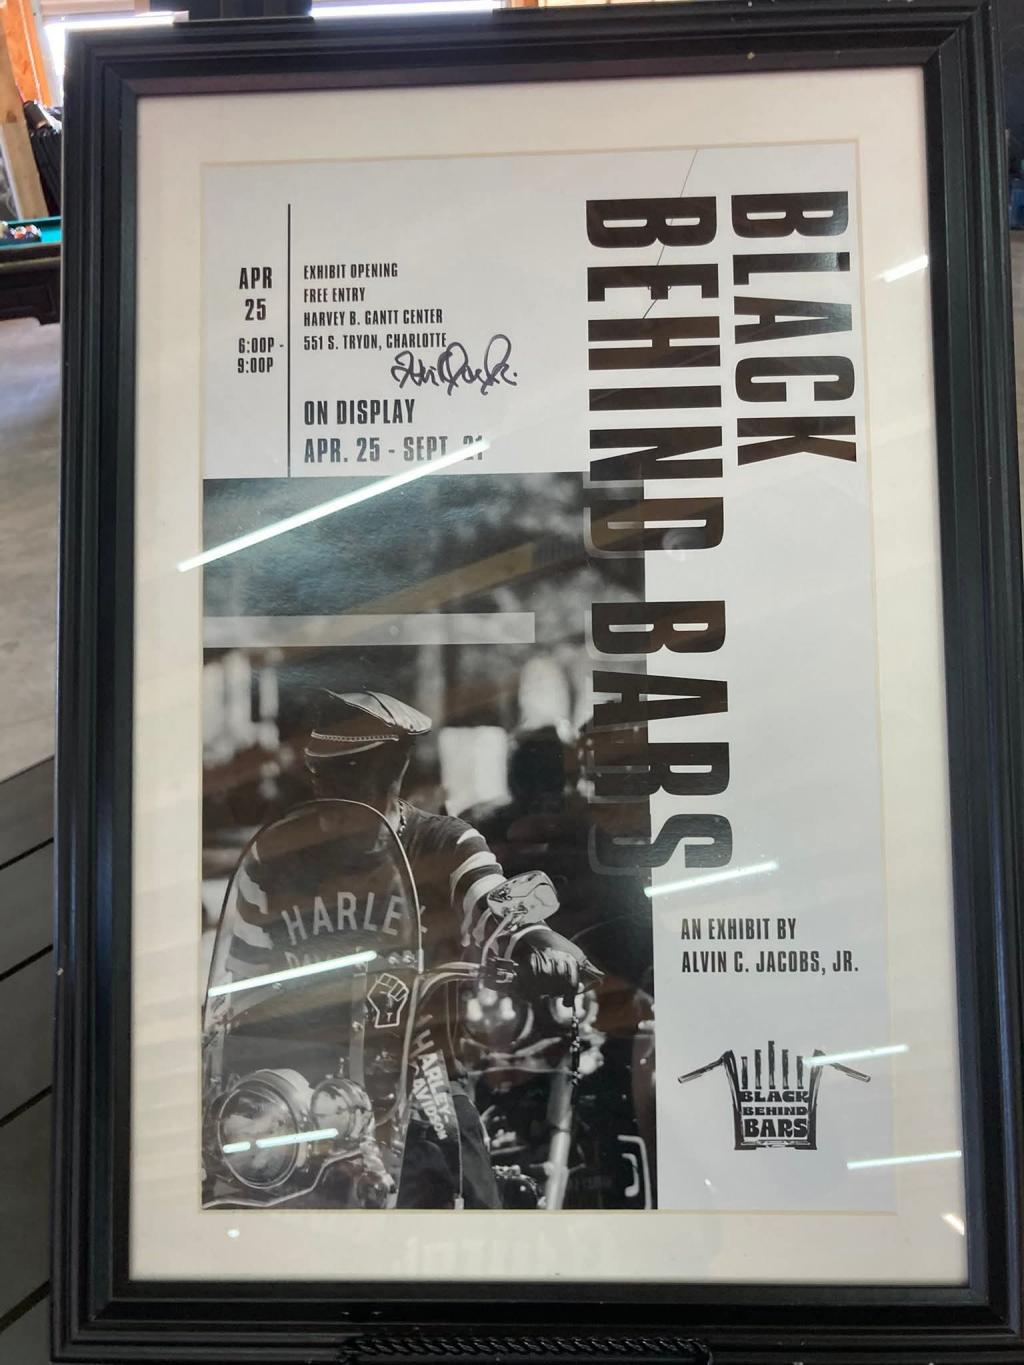 APR
25
6:00P -
9:00P
EXHIBIT OPENING
FREE ENTRY
HARVEY B. GANTT CENTER
551 S. TRYON, CHARLOTTE
ON DISPLAY
APR. 25 - SEPT. 21
BLACK
BEHIND BARS
HARLEY
HARLEY-
DAVIDSON
AN EXHIBIT BY
ALVIN C. JACOBS, JR.
BLACK
BEHIND
BARS